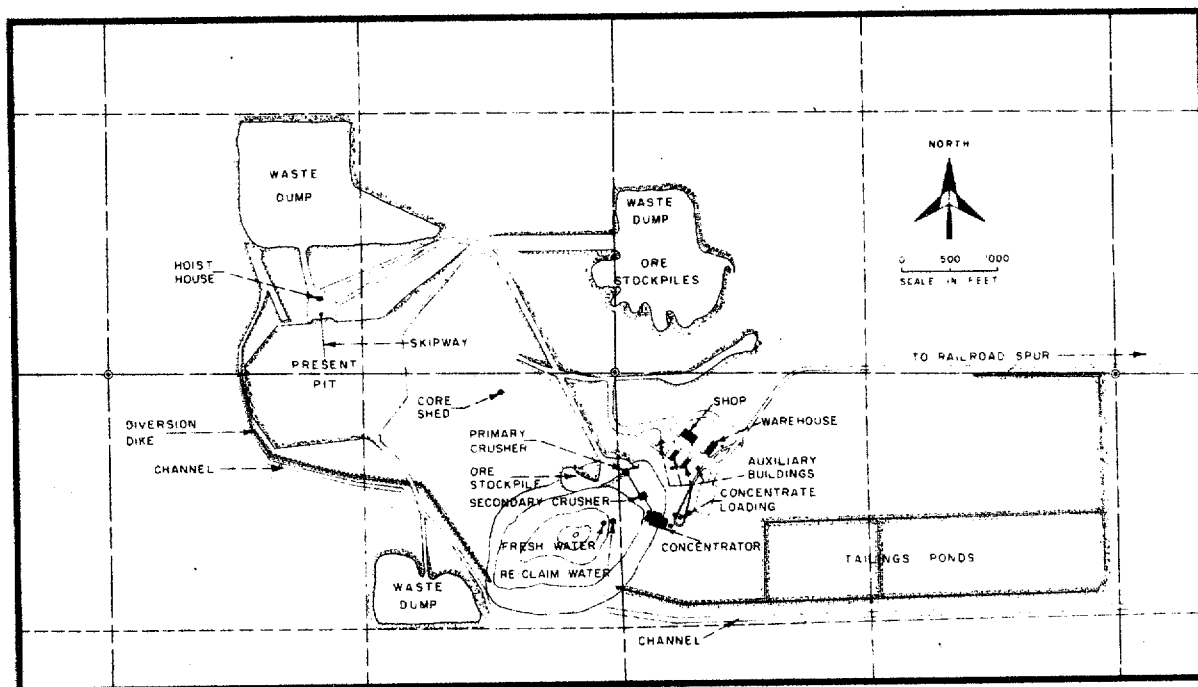 NORTH
WASTE
DUMP
WASTE
DUMP
HOIST
HOUSE
ORE
STOCKPILES
0 500 '000
SCALE IN FEET
SKIPWAY
PRESENT
PIT
TO RAILROAD SPUR
CORE
SHED
SHOP
DIVERSION
DIKE
PRIMARY
CRUSHER
WAREHOUSE
CHANNEL
ORE
STOCKPILE
AUXILIARY
BUILDINGS
SECONDARY CRUSHER
CONCENTRATE
LOADING
FRESH WATER
CONCENTRATOR
TAILINGS PONDS
RE CLAIM WATER
WASTE
DUMP
CHANNEL